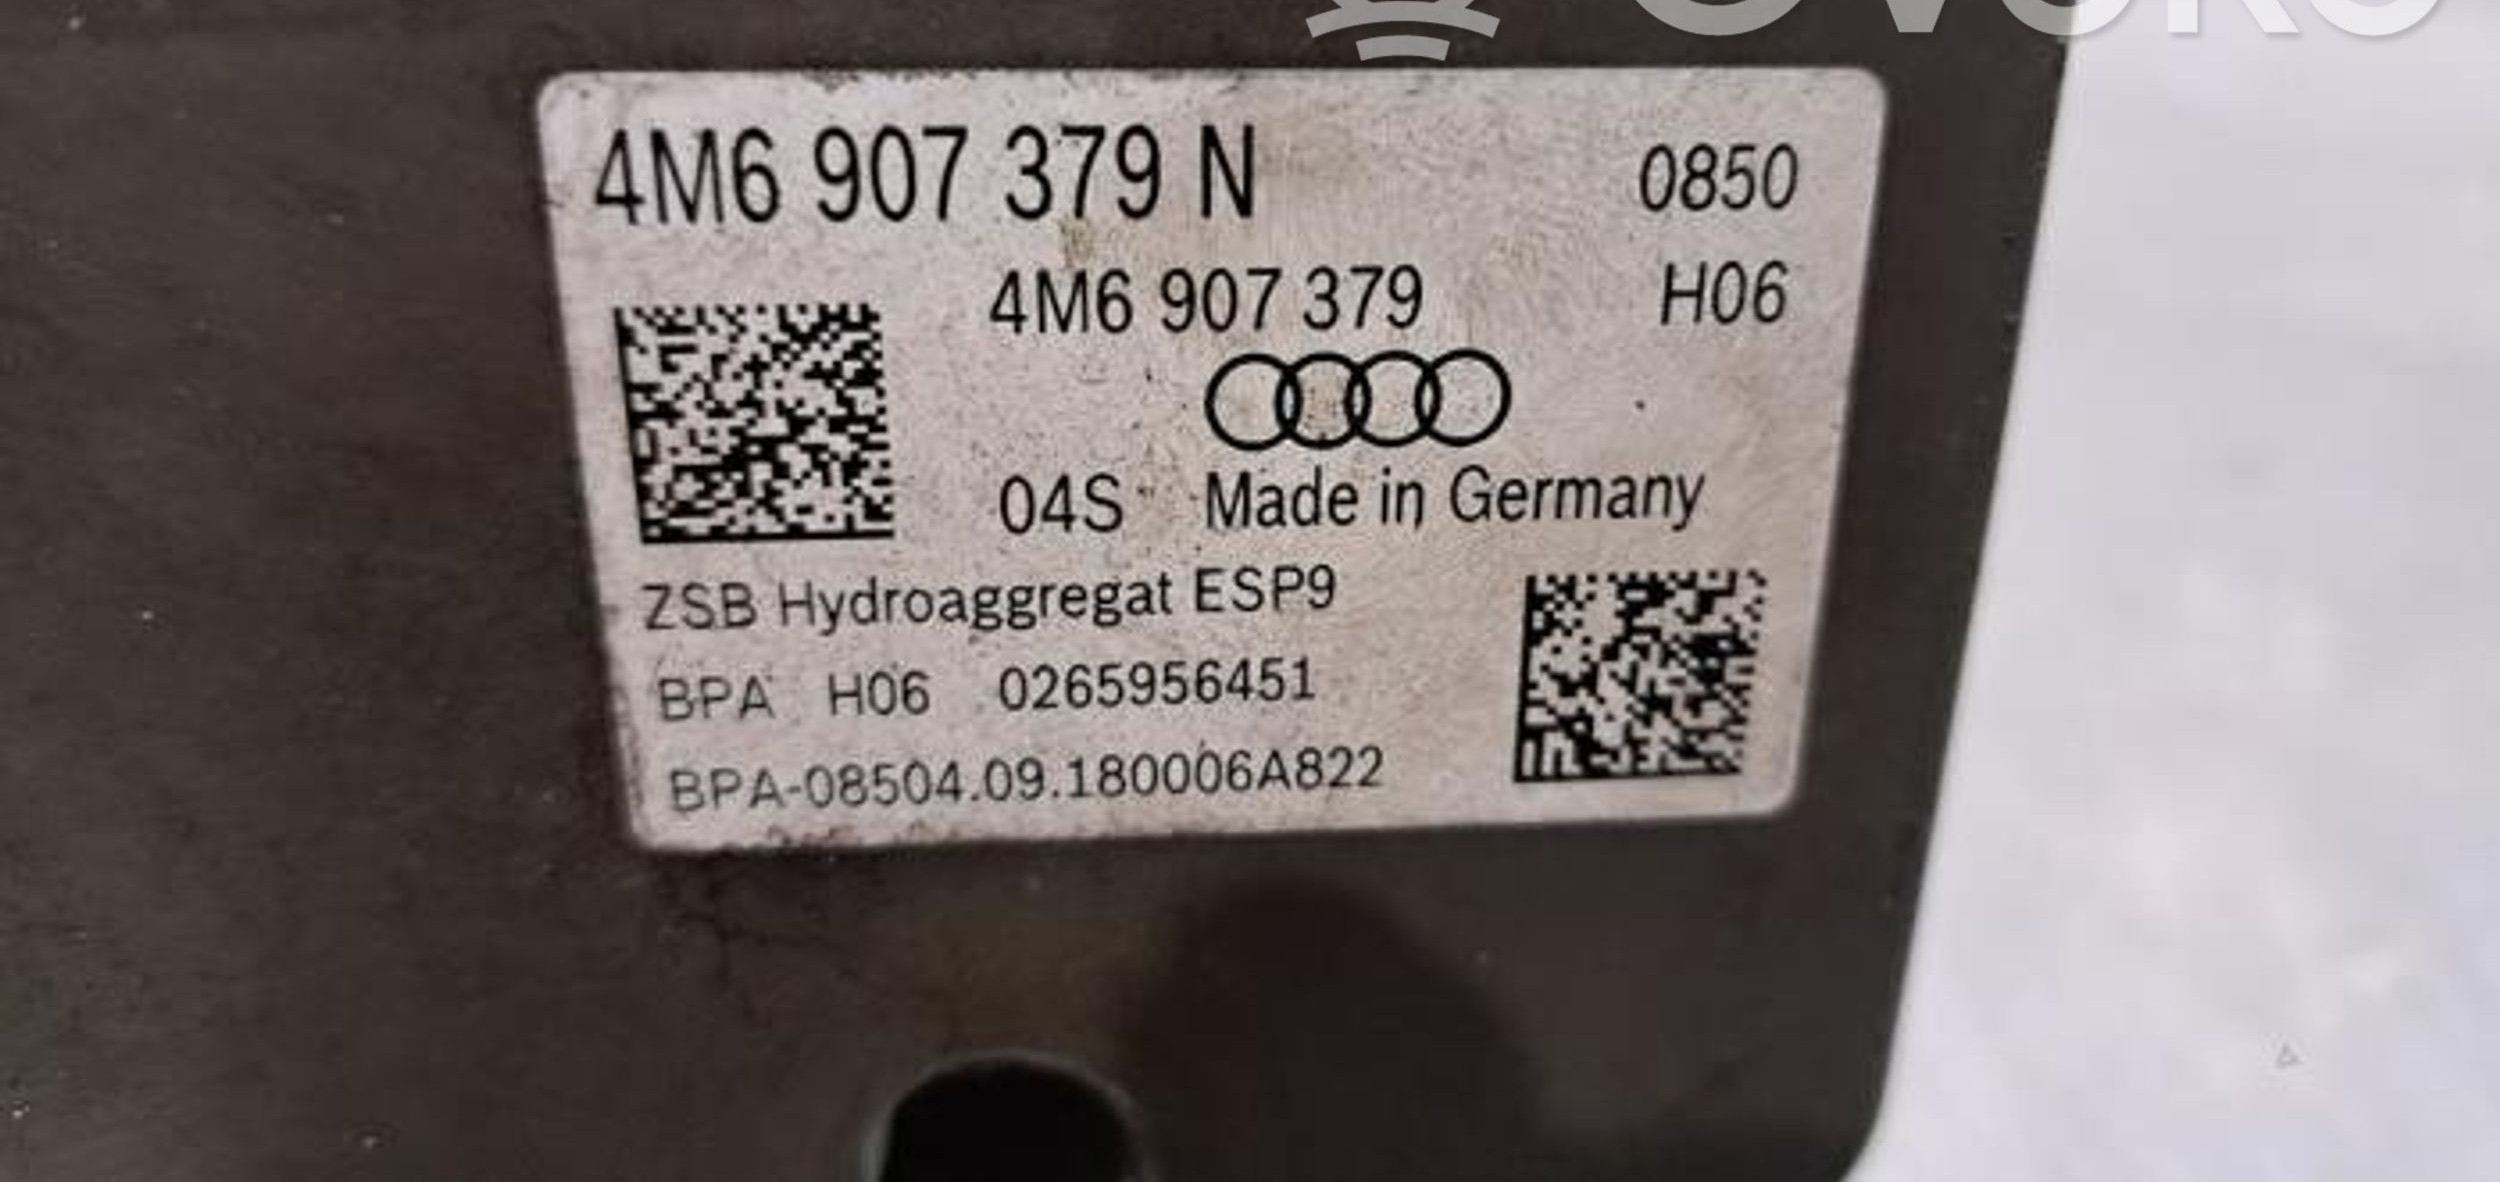 4M6 907 379 N 0850
4M6 907 379 H06
04S Made in Germany
ZSB Hydroaggregat ESP9
BPA H06 0265956451
BPA-08504.09.180006A822